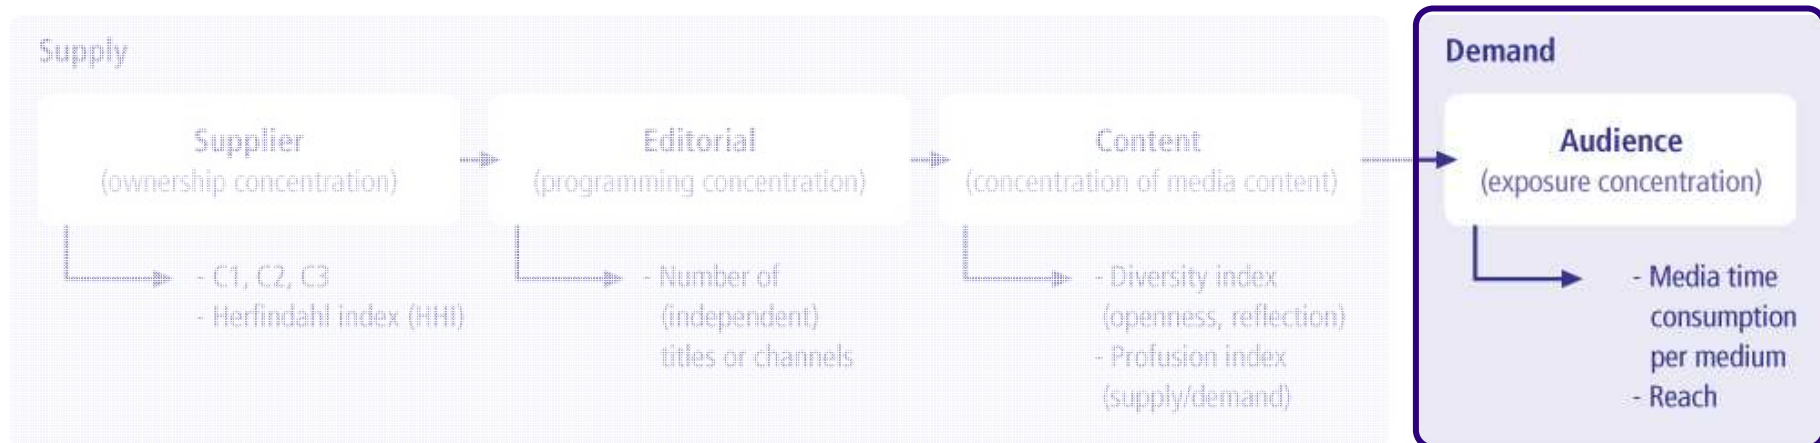 Supply
Supplier
(ownership concentration)
- C1, C2, C3
- Herfindahl index (HHI)
Editorial
(programming concentration)
- Number of
(independent)
titles or channels
Content
(concentration of media content)
- Diversity index
(openness, reflection)
- Profusion index
(supply/demand)
Demand
Audience
(exposure concentration)
- Media time
consumption
per medium
- Reach